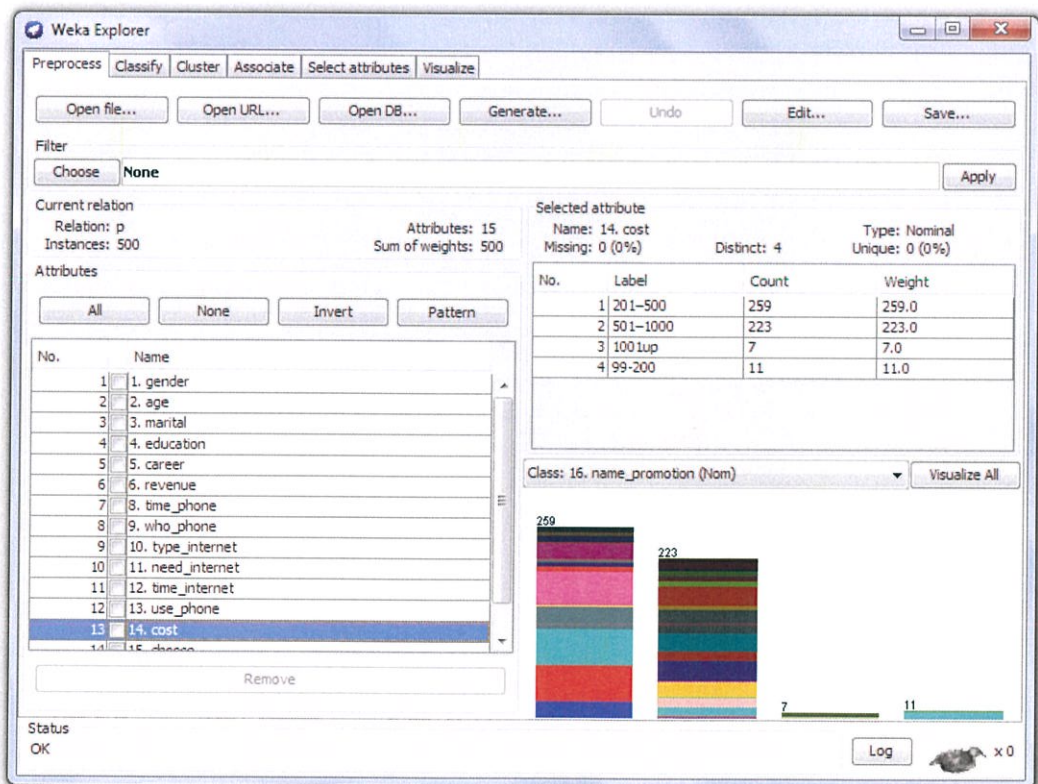 Weka Explorer
Preprocess Classify Cluster Associate Select attributes Visualize
Open file... Open URL... Open DB... Generate... Undo Edit... Save...
Filter
Choose None Apply
Current relation
Relation: p Attributes: 15
Instances: 500 Sum of weights: 500
Attributes
All None Invert Pattern
No. Name
1 1. gender
2 2. age
3 3. marital
4 4. education
5 5. career
6 6. revenue
7 8. time_phone
8 9. who_phone
9 10. type_internet
10 11. need_internet
11 12. time_internet
12 13. use_phone
13 14. cost
14 15. choose
Remove
Selected attribute
Name: 14. cost Type: Nominal
Missing: 0 (0%) Distinct: 4 Unique: 0 (0%)
No. Label Count Weight
1 201–500 259 259.0
2 501–1000 223 223.0
3 1001up 7 7.0
4 99-200 11 11.0
Class: 16. name_promotion (Nom) Visualize All
259
223
7
11
Status
OK
Log x 0